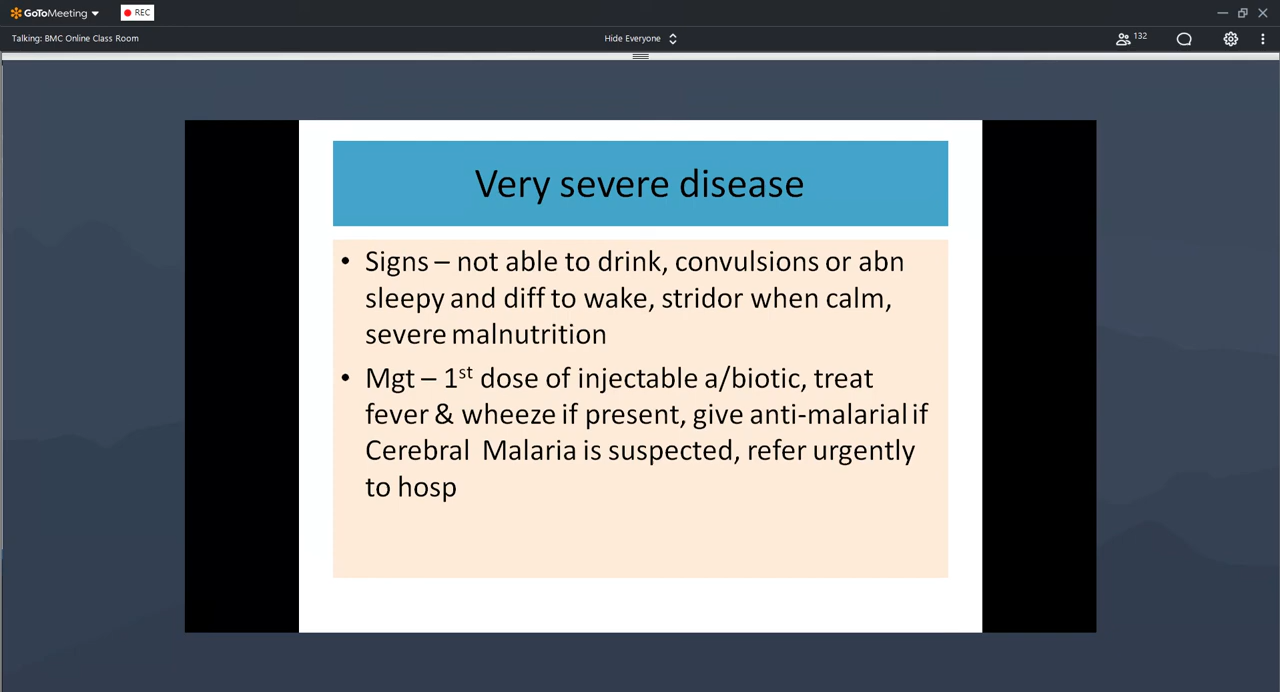 GoToMeeting
REC
Talking: BMC Online Class Room
Hide Everyone
132
Very severe disease
• Signs – not able to drink, convulsions or abn
sleepy and diff to wake, stridor when calm,
severe malnutrition
• Mgt – 1st dose of injectable a/biotic, treat
fever & wheeze if present, give anti-malarial if
Cerebral Malaria is suspected, refer urgently
to hosp